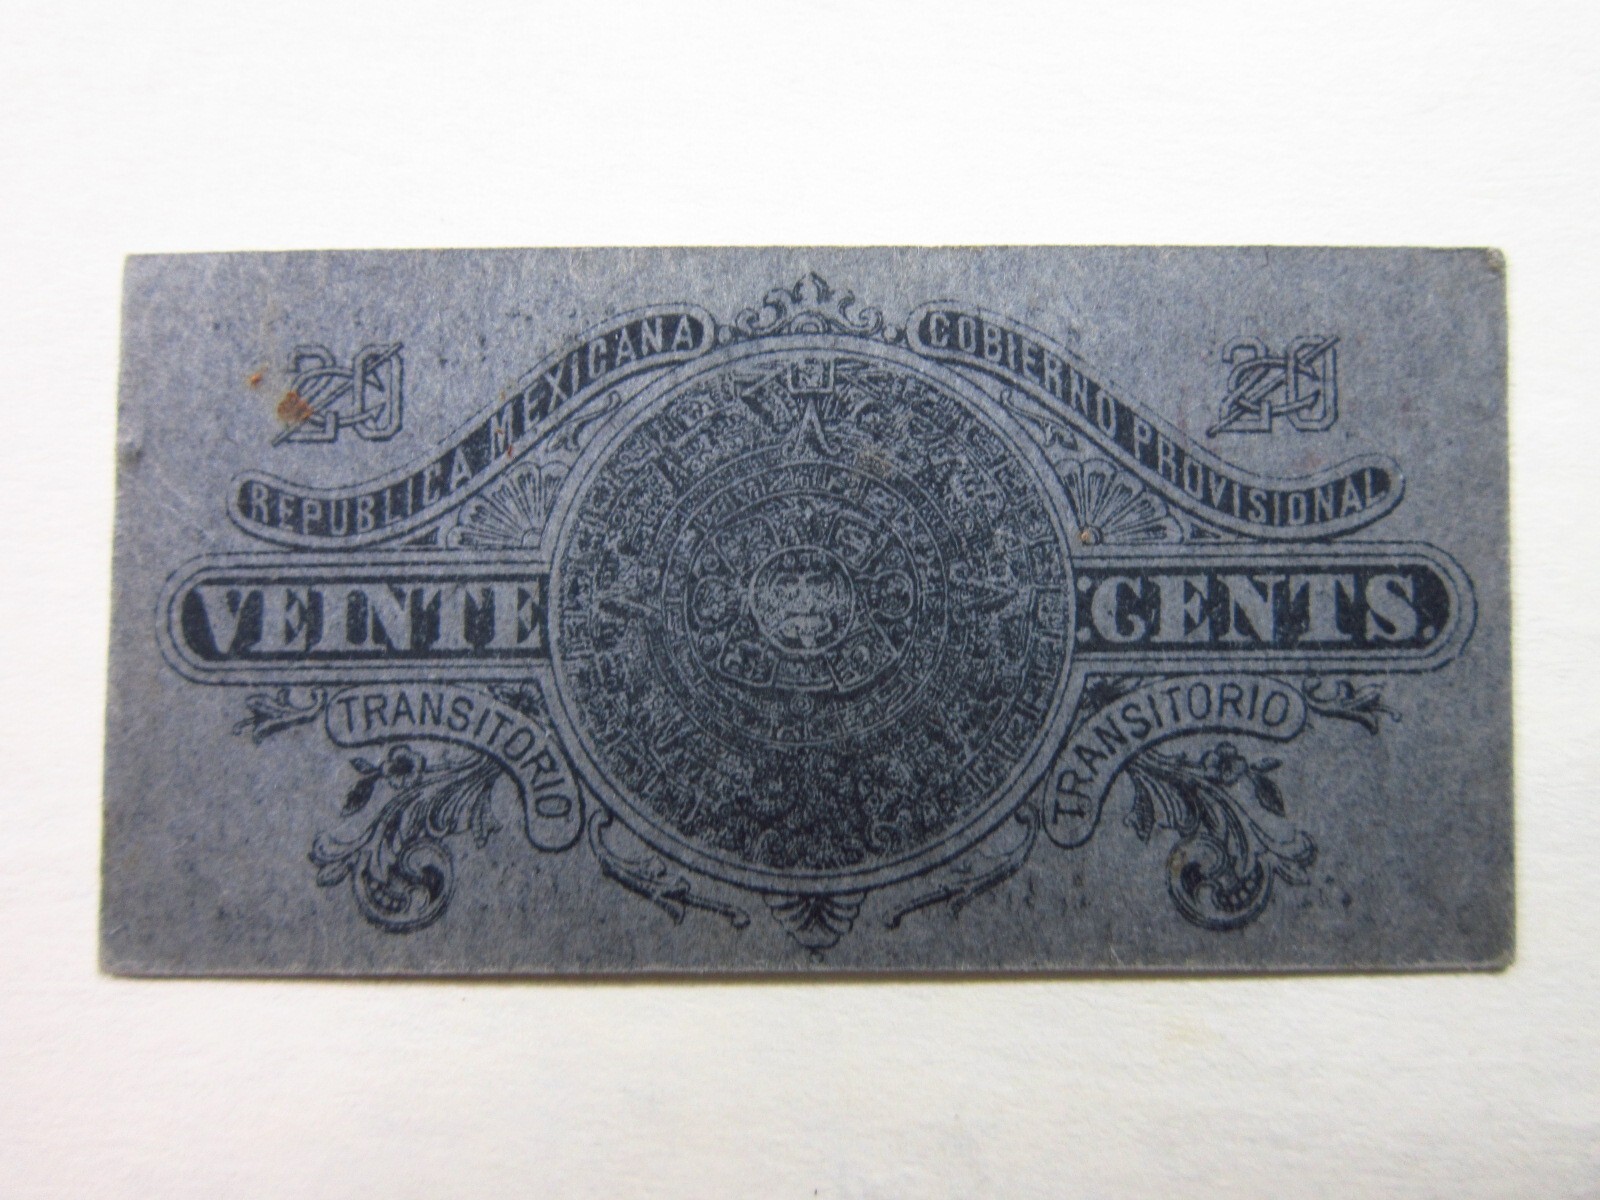 20
REPUBLICA MEXICANA
GOBIERNO PROVISIONAL
20
VEINTE
CENTS.
TRANSITORIO
TRANSITORIO